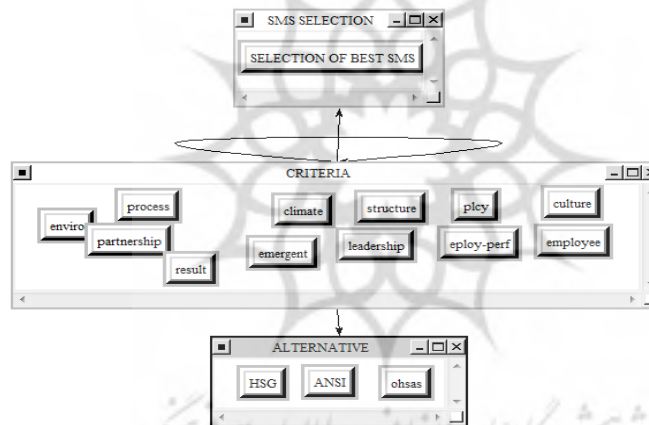 SMS SELECTION
SELECTION OF BEST SMS
CRITERIA
process
climate
structure
plcy
culture
enviro
partnership
emergent
leadership
eploy-perf
employee
result
ALTERNATIVE
HSG
ANSI
ohsas